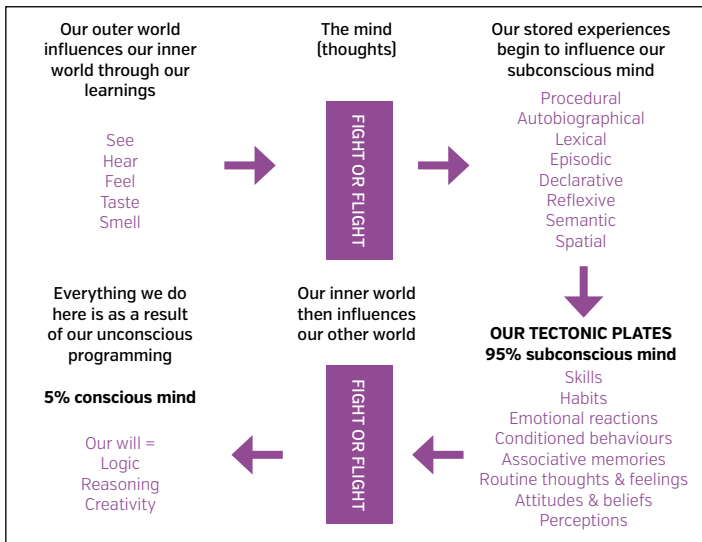 Our outer world
influences our inner
world through our
learnings
See
Hear
Feel
Taste
Smell
The mind
(thoughts)
FIGHT OR FLIGHT
Our stored experiences
begin to influence our
subconscious mind
Procedural
Autobiographical
Lexical
Episodic
Declarative
Reflexive
Semantic
Spatial
OUR TECTONIC PLATES
95% subconscious mind
Skills
Habits
Emotional reactions
Conditioned behaviours
Associative memories
Routine thoughts & feelings
Attitudes & beliefs
Perceptions
Our inner world
then influences
our other world
FIGHT OR FLIGHT
Everything we do
here is as a result
of our unconscious
programming
5% conscious mind
Our will =
Logic
Reasoning
Creativity